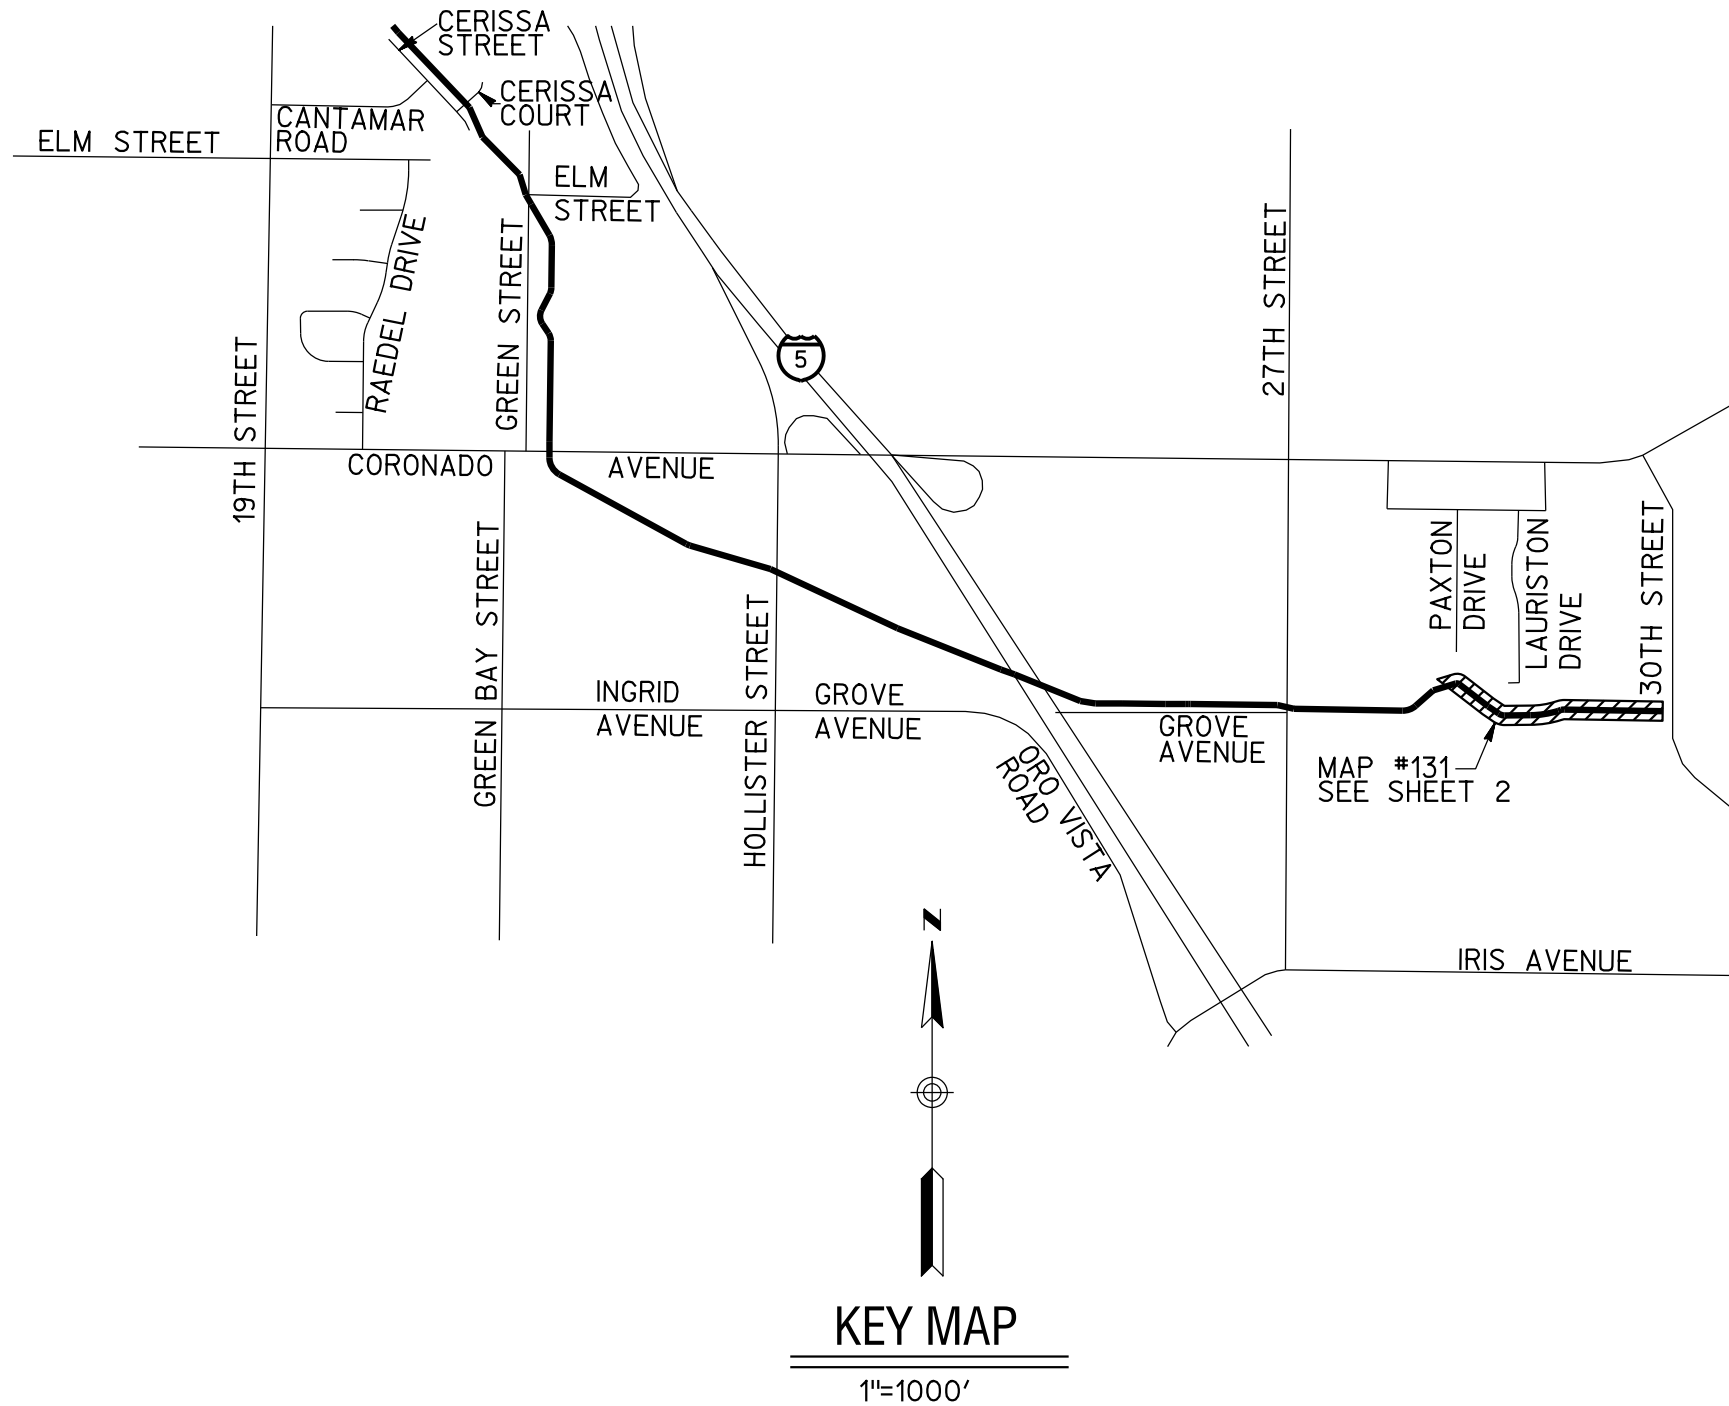 CERISSA
STREET
CERISSA
COURT
CANTAMAR
ROAD
ELM STREET
ELM
STREET
RAEDEL DRIVE
GREEN STREET
27TH STREET
5
19TH STREET
CORONADO AVENUE
PAXTON
DRIVE
LAURISTON
DRIVE
30TH STREET
GREEN BAY STREET
HOLLISTER STREET
INGRID
AVENUE
GROVE
AVENUE
GROVE
AVENUE
MAP #131
SEE SHEET 2
ORO VISTA
ROAD
N
IRIS AVENUE
KEY MAP
1"=1000'